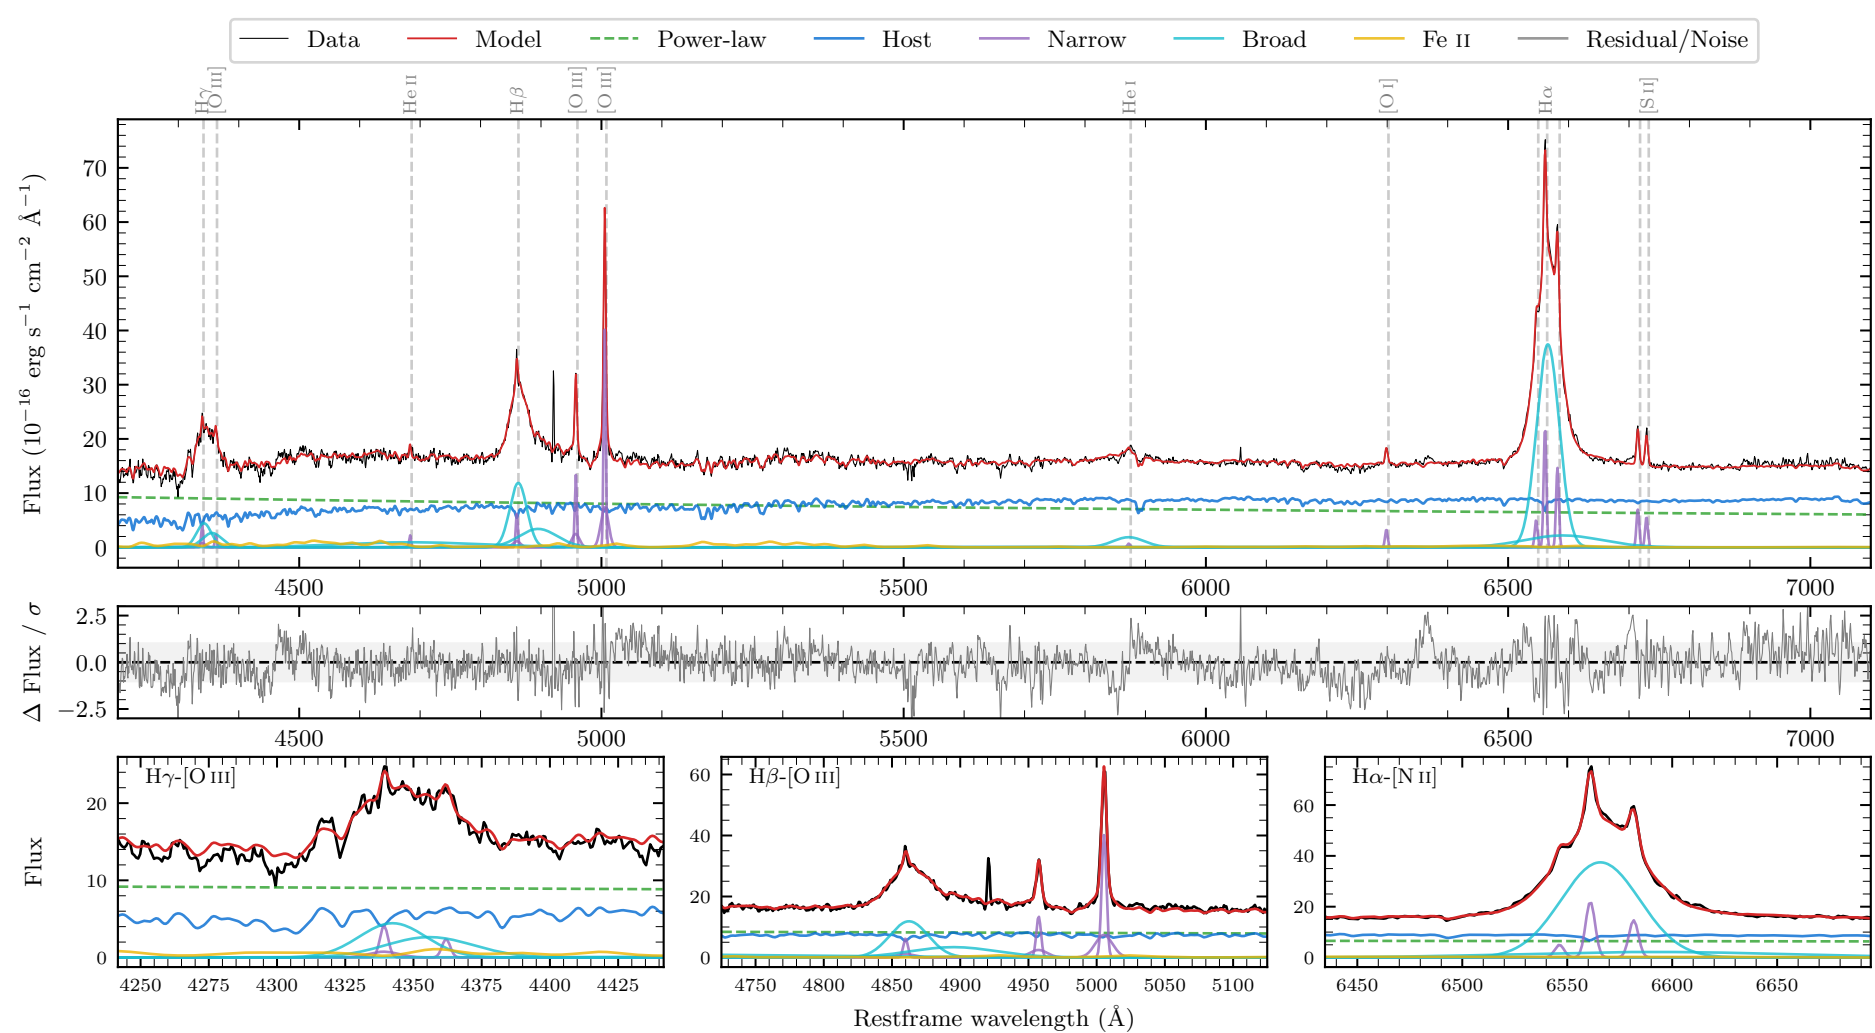 Data Model Power-law Host Narrow Broad Fe II Residual/Noise
Hγ [O III] He II Hβ [O III] [O III] He I [O I] Hα [S II]
Flux (10⁻¹⁶ erg s⁻¹ cm⁻² Å⁻¹)
70
60
50
40
30
20
10
0
4500 5000 5500 6000 6500 7000
Δ Flux / σ
2.5
0.0
−2.5
4500 5000 5500 6000 6500 7000
Flux
Hγ-[O III]
20
10
0
4250 4275 4300 4325 4350 4375 4400 4425
Hβ-[O III]
60
40
20
0
4750 4800 4850 4900 4950 5000 5050 5100
Hα-[N II]
60
40
20
0
6450 6500 6550 6600 6650
Restframe wavelength (Å)